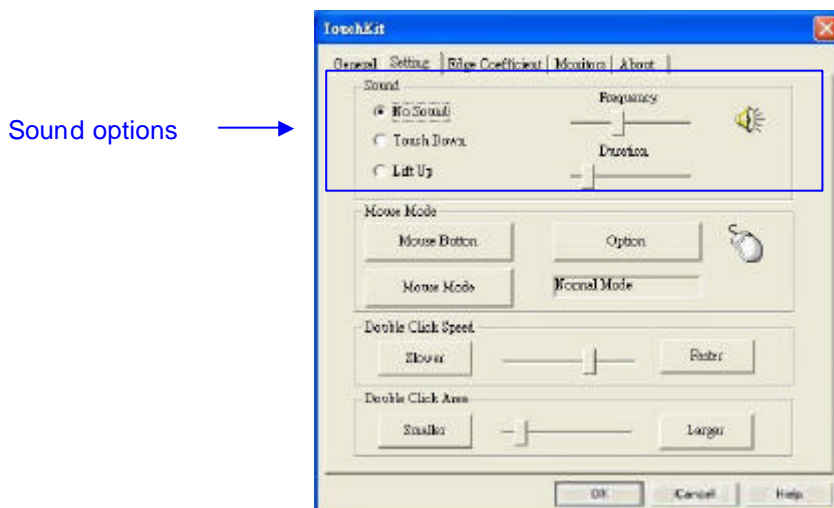 TouchKit
General Setting Edge Coefficient Monitors About
Sound
No Sound
Touch Down
Lift Up
Frequency
Duration
Sound options
Mouse Mode
Mouse Button
Option
Mouse Mode
Normal Mode
Double Click Speed
Slower
Faster
Double Click Area
Smaller
Larger
OK Cancel Help